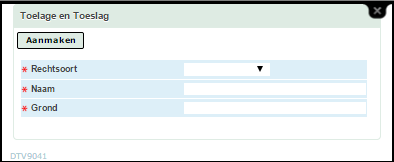 Toelage en Toeslag
Aanmaken
* Rechtsoort
* Naam
* Grond
DTV9041